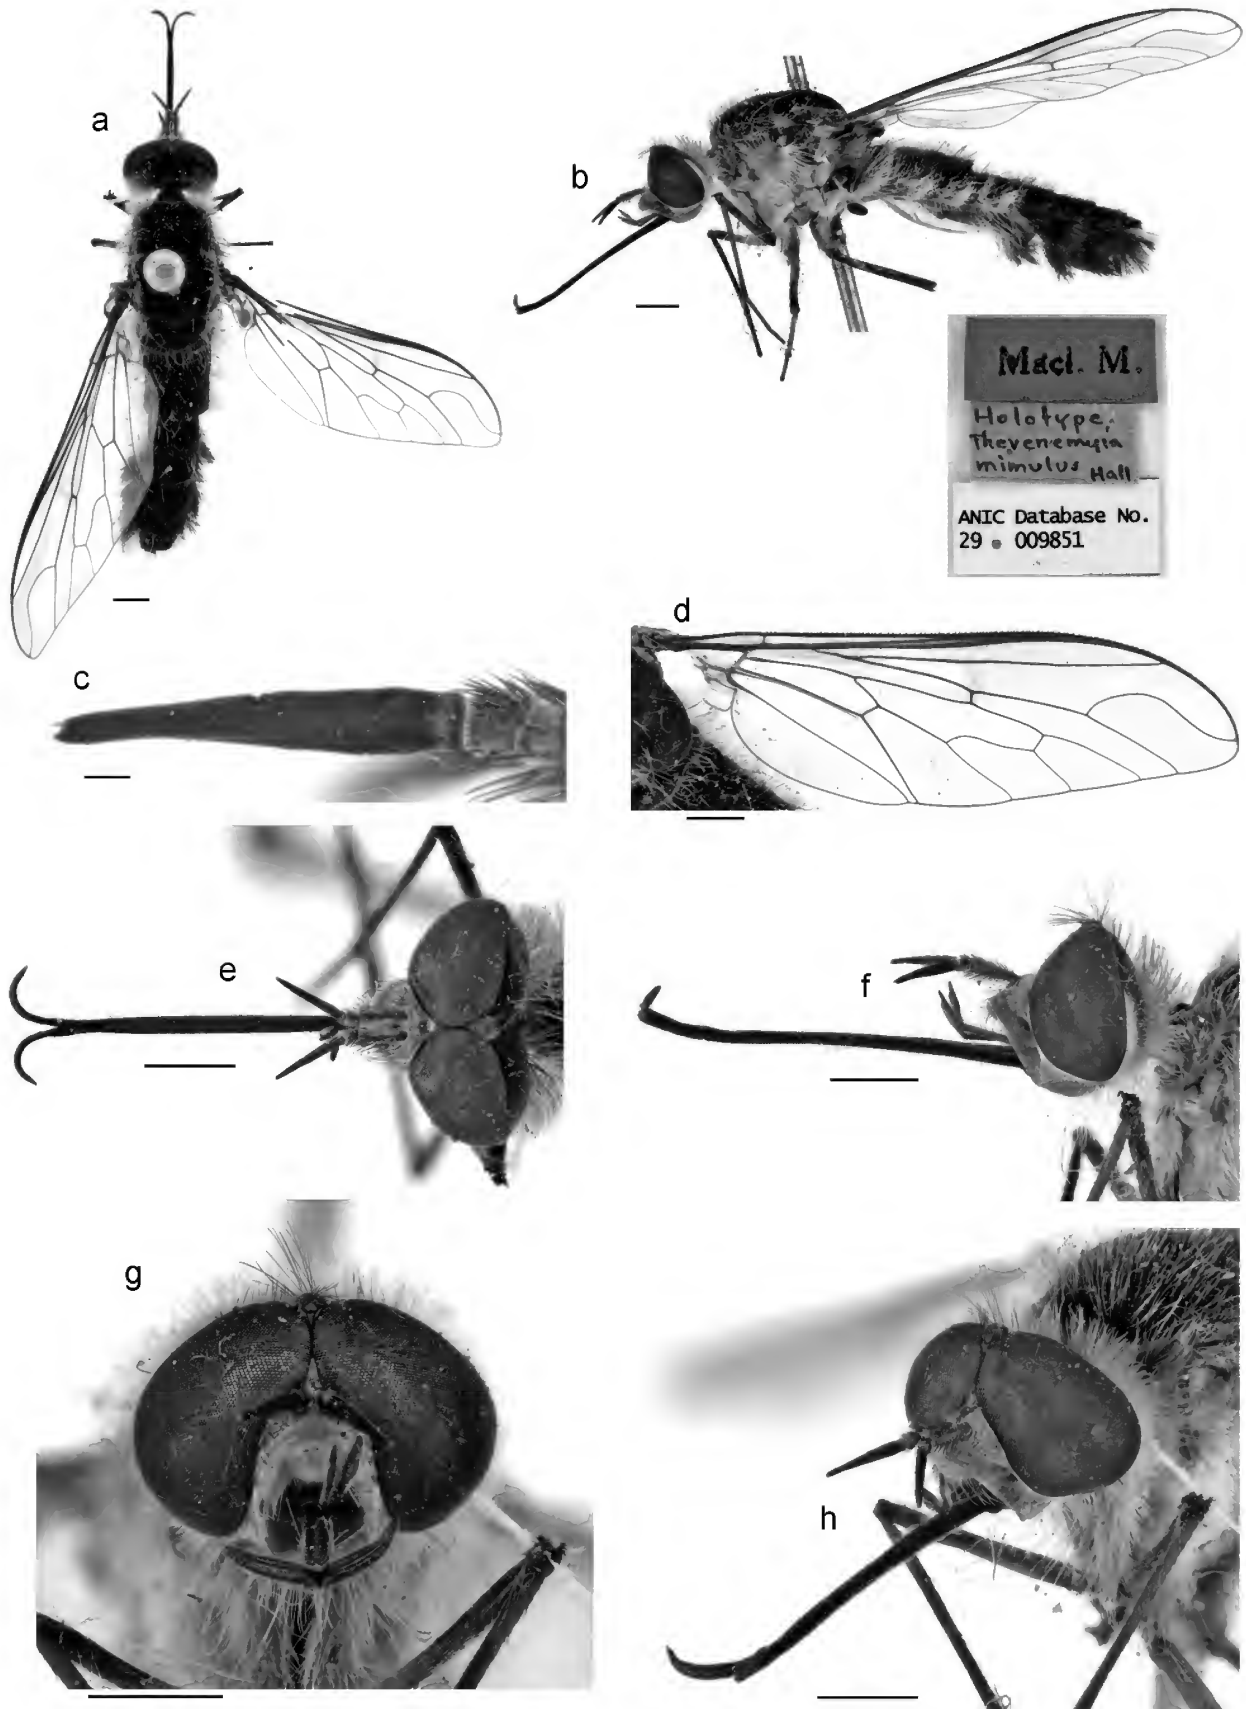 a
b
Macl. M.
Holotype,
Thevenemyia
mimulus Hall
ANIC Database No.
29 009851
d
c
e
f
g
h